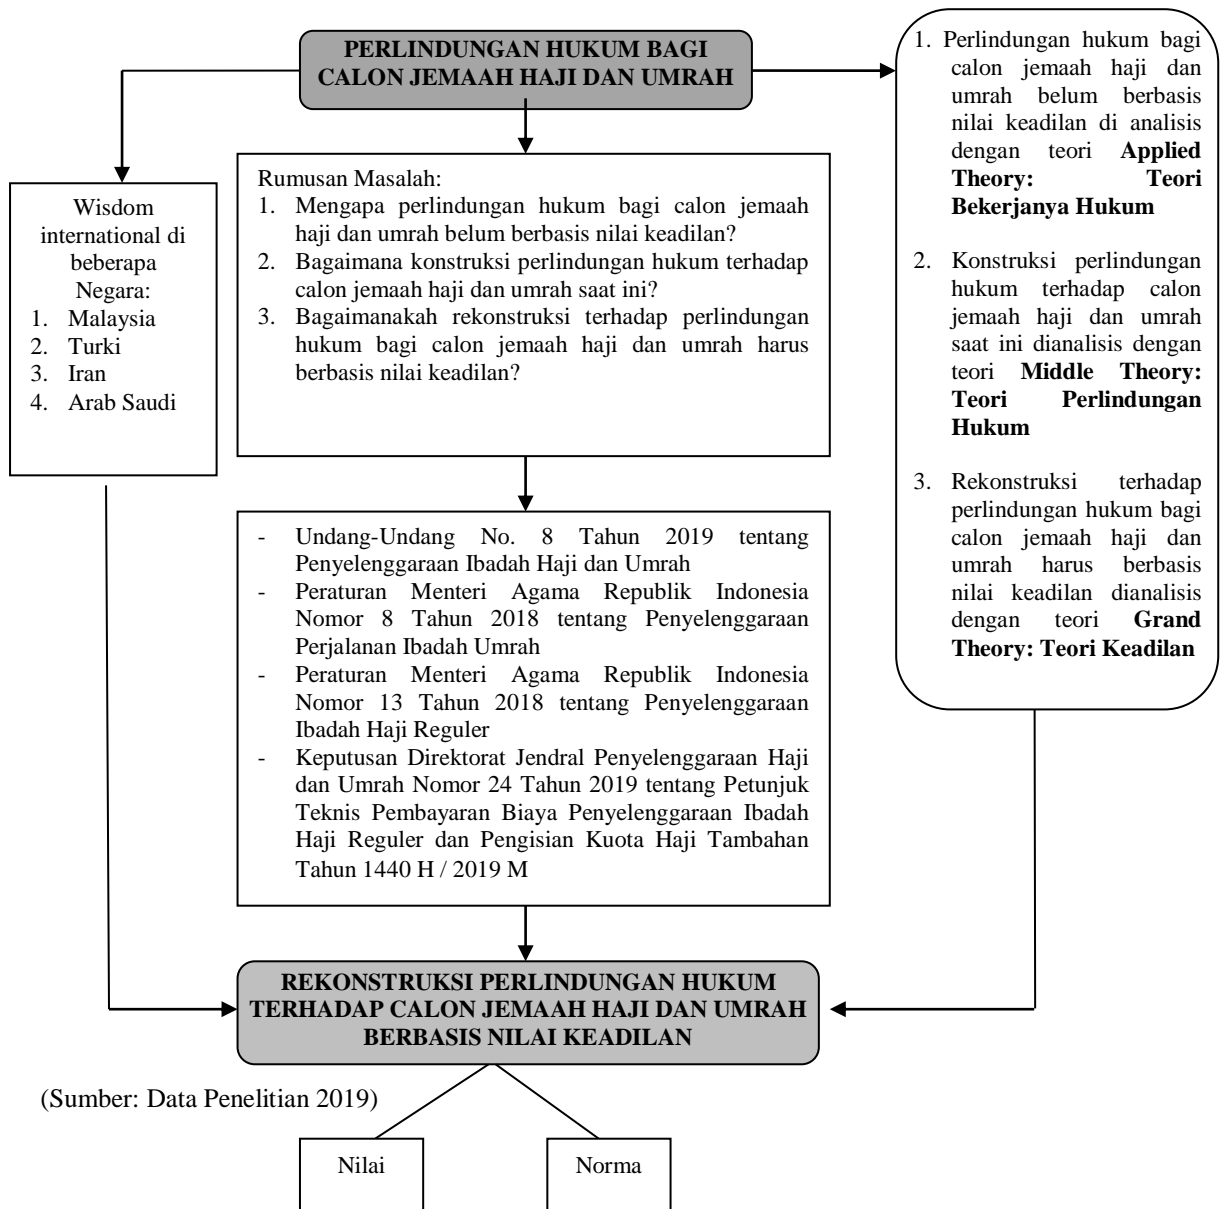 PERLINDUNGAN HUKUM BAGI
CALON JEMAAH HAJI DAN UMRAH
Wisdom
international di
beberapa
Negara:
1. Malaysia
2. Turki
3. Iran
4. Arab Saudi
Rumusan Masalah:
1. Mengapa perlindungan hukum bagi calon jemaah
haji dan umrah belum berbasis nilai keadilan?
2. Bagaimana konstruksi perlindungan hukum terhadap
calon jemaah haji dan umrah saat ini?
3. Bagaimanakah rekonstruksi terhadap perlindungan
hukum bagi calon jemaah haji dan umrah harus
berbasis nilai keadilan?
1. Perlindungan hukum bagi
calon jemaah haji dan
umrah belum berbasis
nilai keadilan di analisis
dengan teori Applied
Theory: Teori
Bekerjanya Hukum
2. Konstruksi perlindungan
hukum terhadap calon
jemaah haji dan umrah
saat ini dianalisis dengan
teori Middle Theory:
Teori Perlindungan
Hukum
3. Rekonstruksi terhadap
perlindungan hukum bagi
calon jemaah haji dan
umrah harus berbasis
nilai keadilan dianalisis
dengan teori Grand
Theory: Teori Keadilan
- Undang-Undang No. 8 Tahun 2019 tentang
Penyelenggaraan Ibadah Haji dan Umrah
- Peraturan Menteri Agama Republik Indonesia
Nomor 8 Tahun 2018 tentang Penyelenggaraan
Perjalanan Ibadah Umrah
- Peraturan Menteri Agama Republik Indonesia
Nomor 13 Tahun 2018 tentang Penyelenggaraan
Ibadah Haji Reguler
- Keputusan Direktorat Jendral Penyelenggaraan Haji
dan Umrah Nomor 24 Tahun 2019 tentang Petunjuk
Teknis Pembayaran Biaya Penyelenggaraan Ibadah
Haji Reguler dan Pengisian Kuota Haji Tambahan
Tahun 1440 H / 2019 M
REKONSTRUKSI PERLINDUNGAN HUKUM
TERHADAP CALON JEMAAH HAJI DAN UMRAH
BERBASIS NILAI KEADILAN
(Sumber: Data Penelitian 2019)
Nilai
Norma